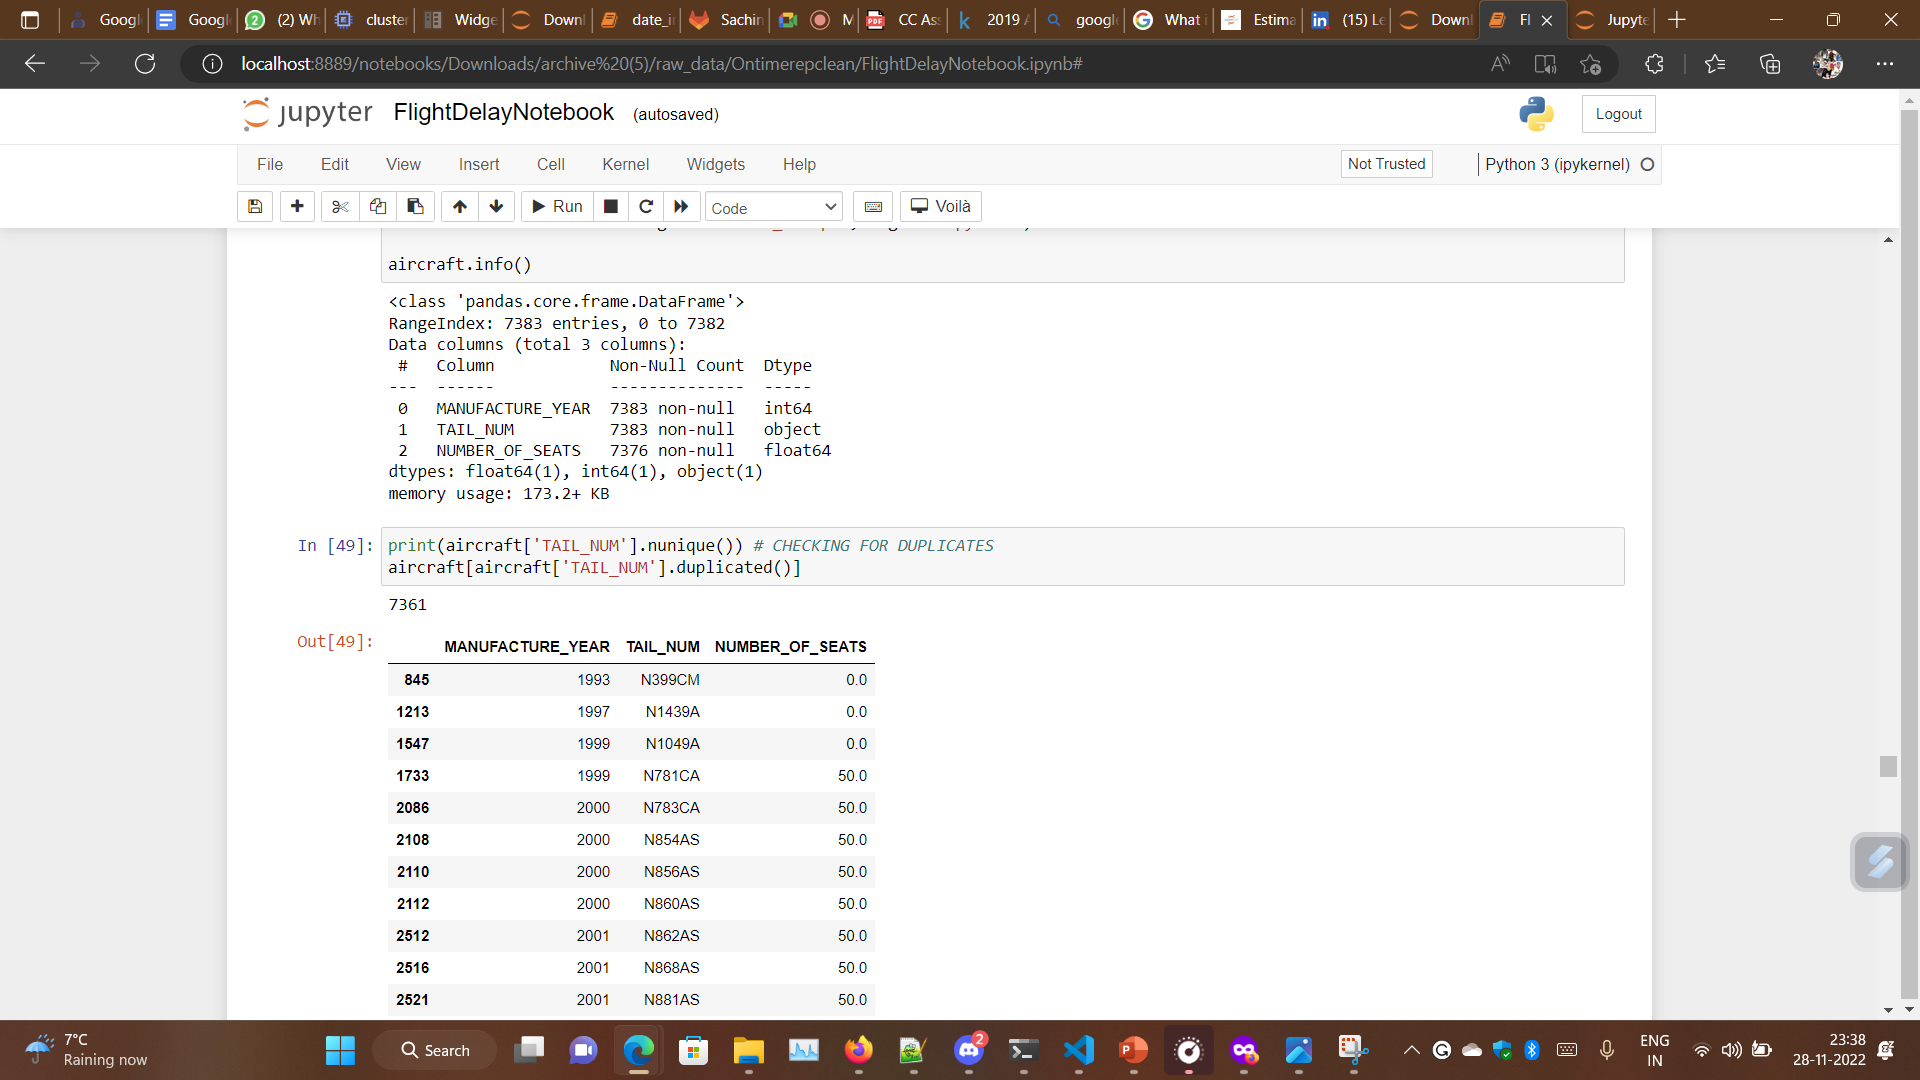 Googl
Googl
(2) Wh
cluster
Widge
Downl
date_i
Sachin
M
CC As
2019 A
googl
What i
Estima
(15) Le
Downl
Fl
Jupyte
localhost:8889/notebooks/Downloads/archive%20(5)/raw_data/Ontimerepclean/FlightDelayNotebook.ipynb#
jupyter FlightDelayNotebook (autosaved)
Logout
File Edit View Insert Cell Kernel Widgets Help
Not Trusted
Python 3 (ipykernel)
Run
Code
Voilà
aircraft.info()
<class 'pandas.core.frame.DataFrame'>
RangeIndex: 7383 entries, 0 to 7382
Data columns (total 3 columns):
# Column Non-Null Count Dtype
--- ------ -------------- -----
0 MANUFACTURE_YEAR 7383 non-null int64
1 TAIL_NUM 7383 non-null object
2 NUMBER_OF_SEATS 7376 non-null float64
dtypes: float64(1), int64(1), object(1)
memory usage: 173.2+ KB
In [49]: print(aircraft['TAIL_NUM'].nunique()) # CHECKING FOR DUPLICATES
aircraft[aircraft['TAIL_NUM'].duplicated()]
7361
Out[49]:
MANUFACTURE_YEAR TAIL_NUM NUMBER_OF_SEATS
845 1993 N399CM 0.0
1213 1997 N1439A 0.0
1547 1999 N1049A 0.0
1733 1999 N781CA 50.0
2086 2000 N783CA 50.0
2108 2000 N854AS 50.0
2110 2000 N856AS 50.0
2112 2000 N860AS 50.0
2512 2001 N862AS 50.0
2516 2001 N868AS 50.0
2521 2001 N881AS 50.0
7°C
Raining now
Search
2
ENG
IN
23:38
28-11-2022